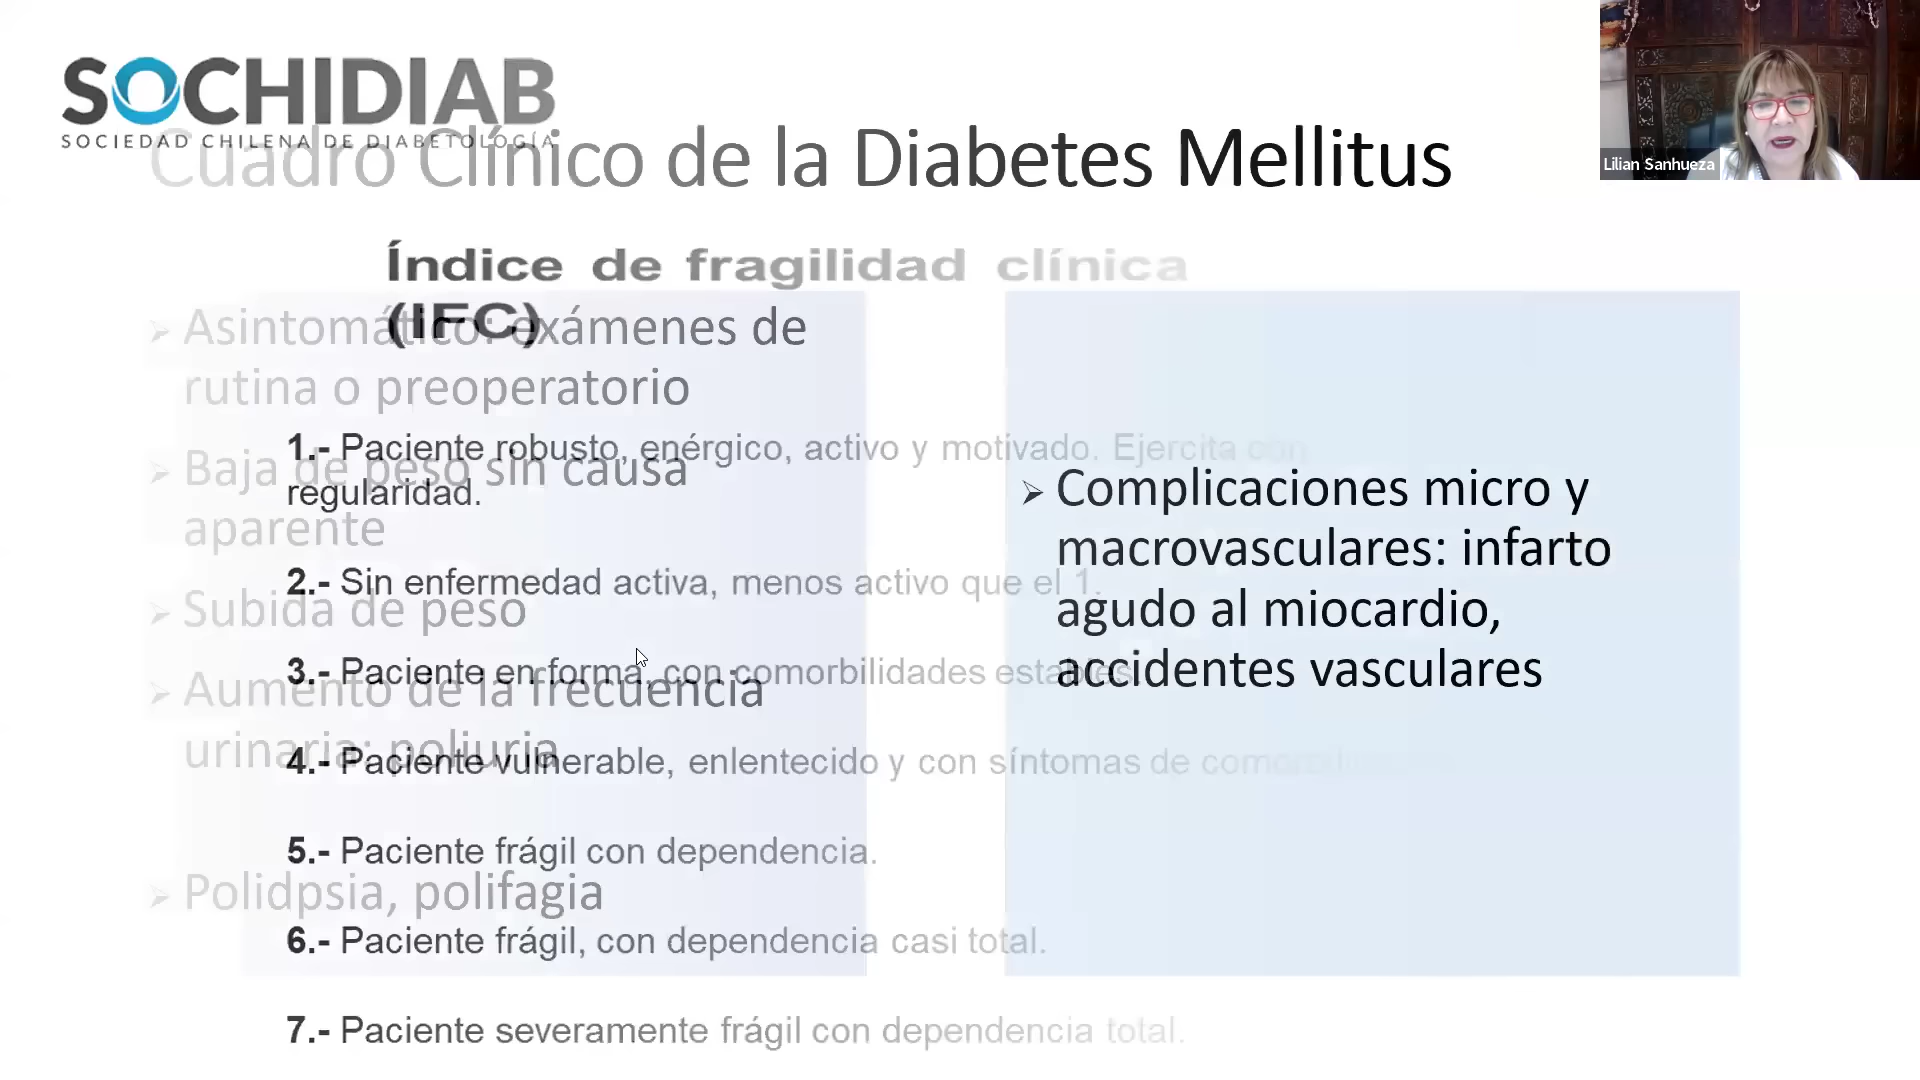 SOCHIDIAB
SOCIEDAD CHILENA DE DIABETOLOGÍA
Cuadro Clínico de la Diabetes Mellitus
Lilian Sanhueza
Índice de fragilidad clínica
(IFC)
Asintomático: exámenes de
rutina o preoperatorio
Baja de peso sin causa
aparente
Subida de peso
Aumento de la frecuencia
urinaria: poliuria
Polidpsia, polifagia
1.- Paciente robusto, enérgico, activo y motivado. Ejercita con
regularidad.
2.- Sin enfermedad activa, menos activo que el 1.
3.- Paciente en forma, con comorbilidades estables.
4.- Paciente vulnerable, enlentecido y con síntomas de
5.- Paciente frágil con dependencia.
6.- Paciente frágil, con dependencia casi total.
7.- Paciente severamente frágil con dependencia total.
Complicaciones micro y
macrovasculares: infarto
agudo al miocardio,
accidentes vasculares